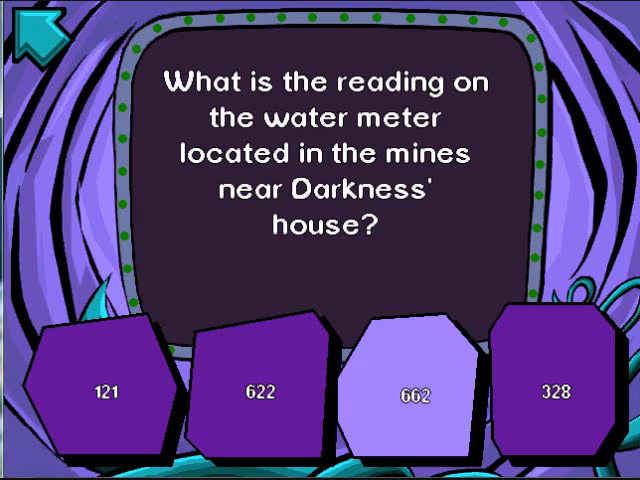 What is the reading on
the water meter
located in the mines
near Darkness'
house?
121
622
662
328